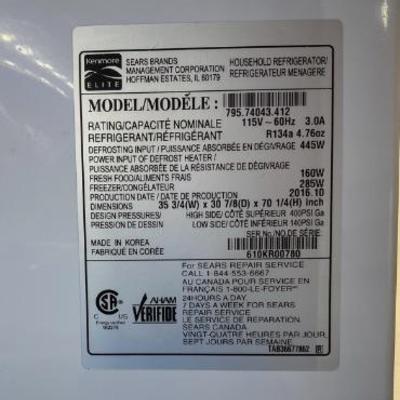 Kenmore
ELITE
SEARS BRANDS
MANAGEMENT CORPORATION
HOFFMAN ESTATES, IL 60179
HOUSEHOLD REFRIGERATOR/
REFRIGERATEUR MENAGERE
MODEL/MODÈLE : 795.74043.412
RATING/CAPACITÉ NOMINALE 115V~60Hz 3.0A
REFRIGERANT/RÉFRIGÉRANT R134a 4.76oz
DEFROSTING INPUT / PUISSANCE ABSORBÉE EN DÉGIVRAGE 445W
POWER INPUT OF DEFROST HEATER /
PUISSANCE ABSORBÉE DE LA RÉSISTANCE DE DÉGIVRAGE
FRESH FOOD/ALIMENTS FRAIS 160W
FREEZER/CONGÉLATEUR 285W
PRODUCTION DATE / DATE DE PRODUCTION 2016.10
DIMENSIONS 35 3/4(W) x 30 7/8(D) x 70 1/4(H) inch
DESIGN PRESSURES HIGH SIDE/ CÔTÉ SUPÉRIEUR 400PSI Ga
LOW SIDE/ CÔTÉ INFÉRIEUR 140PSI Ga
SER No./NO.DE SÉRIE
MADE IN KOREA
FABRIQUÉ EN CORÉE
610KR00780
For SEARS REPAIR SERVICE
CALL 1-844-553-6667
AU CANADA POUR SERVICE EN
FRANÇAIS 1-800-LE-FOYER™
24HOURS A DAY
7 DAYS A WEEK FOR SEARS
REPAIR SERVICE
LE SERVICE DE RÉPARATION.
SEARS CANADA
VINGT-QUATRE HEURES PAR JOUR.
SEPT JOURS PAR SEMAINE.
C US
Energy verified
AHAM
VERIFIDE